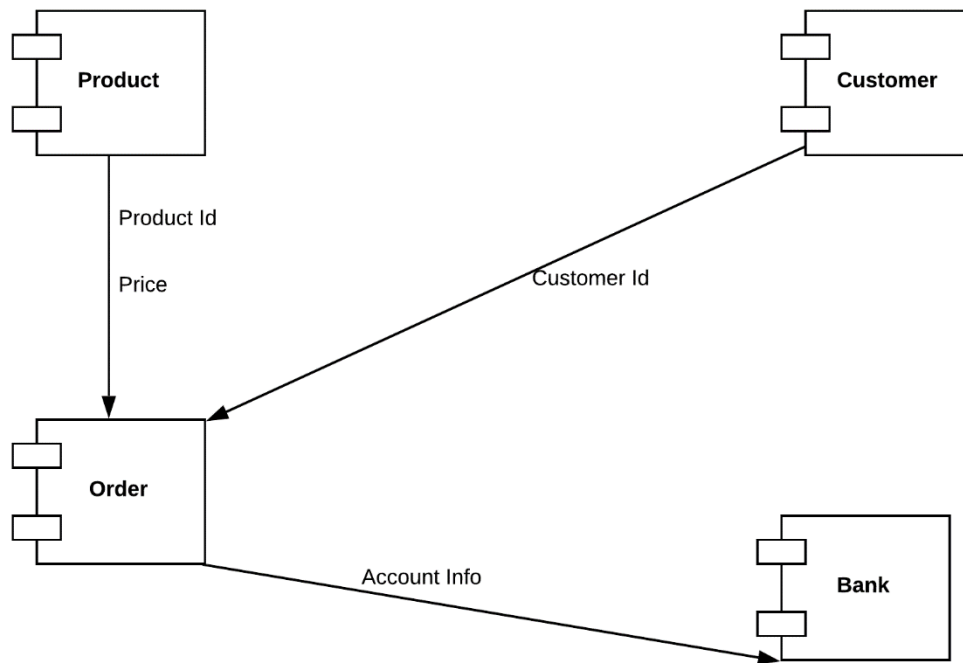 Product
Customer
Product Id
Price
Customer Id
Order
Account Info
Bank